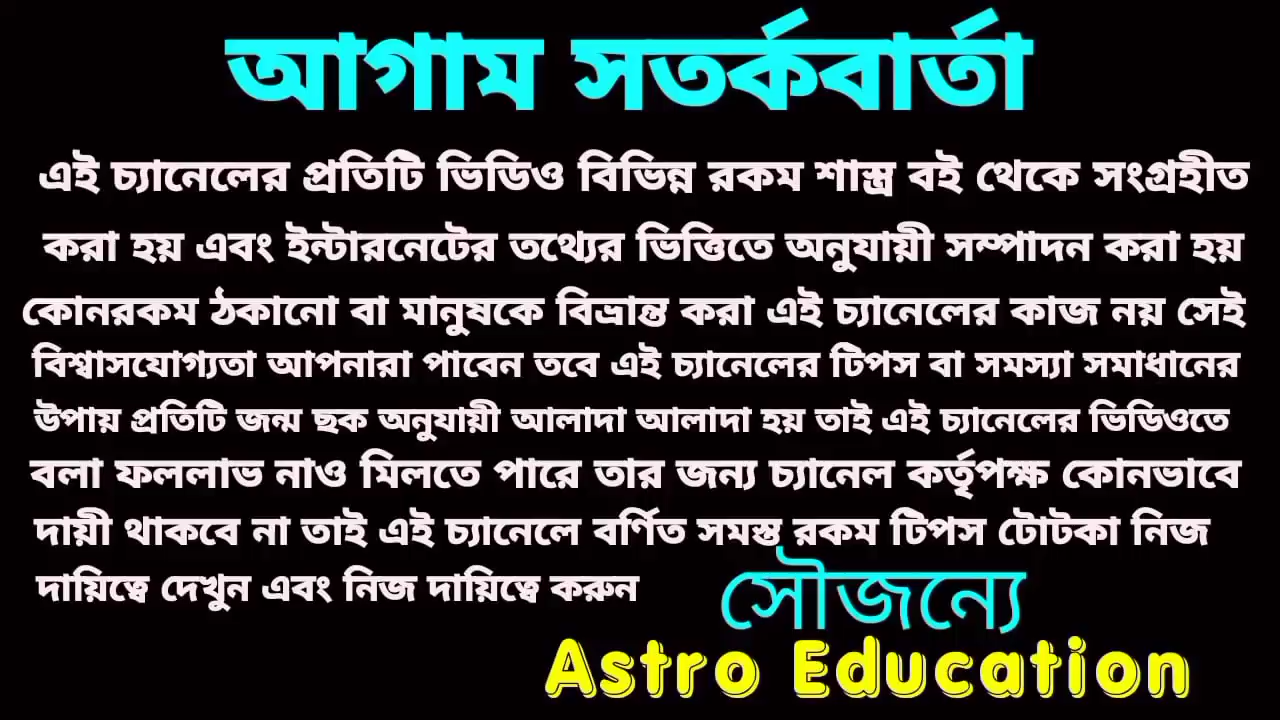 আগাম সতর্কবার্তা
এই চ্যানেলের প্রতিটি ভিডিও বিভিন্ন রকম শাস্ত্র বই থেকে সংগ্রহীত
করা হয় এবং ইন্টারনেটের তথ্যের ভিত্তিতে অনুযায়ী সম্পাদন করা হয়
কোনরকম ঠকানো বা মানুষকে বিভ্রান্ত করা এই চ্যানেলের কাজ নয় সেই
বিশ্বাসযোগ্যতা আপনারা পাবেন তবে এই চ্যানেলের টিপস বা সমস্যা সমাধানের
উপায় প্রতিটি জন্ম ছক অনুযায়ী আলাদা আলাদা হয় তাই এই চ্যানেলের ভিডিওতে
বলা ফললাভ নাও মিলতে পারে তার জন্য চ্যানেল কর্তৃপক্ষ কোনভাবে
দায়ী থাকবে না তাই এই চ্যানেলে বর্ণিত সমস্ত রকম টিপস টোটকা নিজ
দায়িত্বে দেখুন এবং নিজ দায়িত্বে করুন
সৌজন্যে
Astro Education